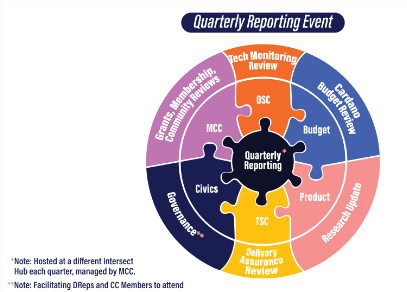 Quarterly Reporting Event
Tech Monitoring
Review
Grants, Membership,
Community Reviews
Cardano
Budget Review
OSC
MCC
Budget
Quarterly *
Reporting
Civics
Product
TSC
Governance**
Research Update
Delivery
Assurance
Review
*Note: Hosted at a different Intersect
Hub each quarter, managed by MCC.
**Note: Facilitating DReps and CC Members to attend